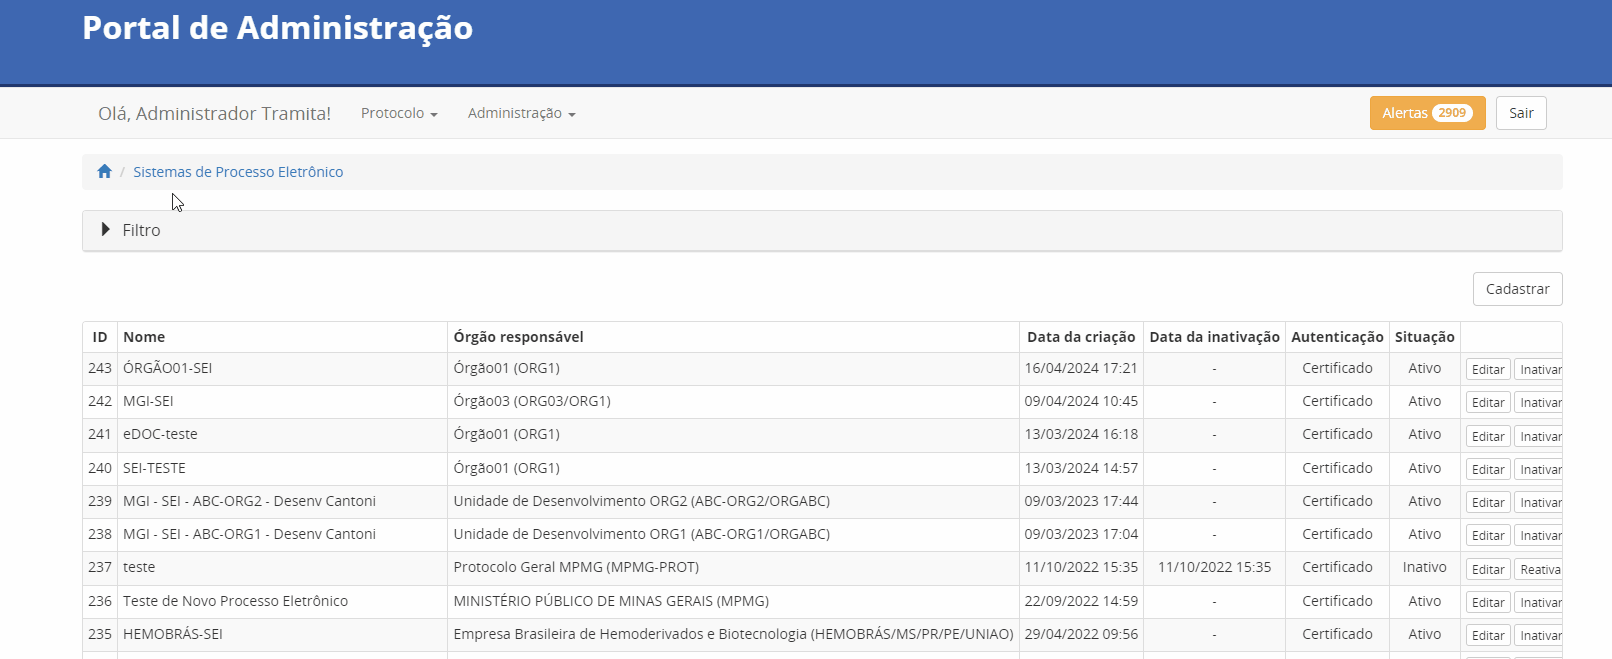 Portal de Administração
Olá, Administrador Tramita! Protocolo Administração Alertas 2909 Sair
/ Sistemas de Processo Eletrônico
Filtro
Cadastrar
ID Nome Órgão responsável Data da criação Data da inativação Autenticação Situação
243 ÓRGÃO01-SEI Órgão01 (ORG1) 16/04/2024 17:21 - Certificado Ativo Editar Inativar
242 MGI-SEI Órgão03 (ORG03/ORG1) 09/04/2024 10:45 - Certificado Ativo Editar Inativar
241 eDOC-teste Órgão01 (ORG1) 13/03/2024 16:18 - Certificado Ativo Editar Inativar
240 SEI-TESTE Órgão01 (ORG1) 13/03/2024 14:57 - Certificado Ativo Editar Inativar
239 MGI - SEI - ABC-ORG2 - Desenv Cantoni Unidade de Desenvolvimento ORG2 (ABC-ORG2/ORGABC) 09/03/2023 17:44 - Certificado Ativo Editar Inativar
238 MGI - SEI - ABC-ORG1 - Desenv Cantoni Unidade de Desenvolvimento ORG1 (ABC-ORG1/ORGABC) 09/03/2023 17:04 - Certificado Ativo Editar Inativar
237 teste Protocolo Geral MPMG (MPMG-PROT) 11/10/2022 15:35 11/10/2022 15:35 Certificado Inativo Editar Reativa
236 Teste de Novo Processo Eletrônico MINISTÉRIO PÚBLICO DE MINAS GERAIS (MPMG) 22/09/2022 14:59 - Certificado Ativo Editar Inativar
235 HEMOBRÁS-SEI Empresa Brasileira de Hemoderivados e Biotecnologia (HEMOBRÁS/MS/PR/PE/UNIAO) 29/04/2022 09:56 - Certificado Ativo Editar Inativar